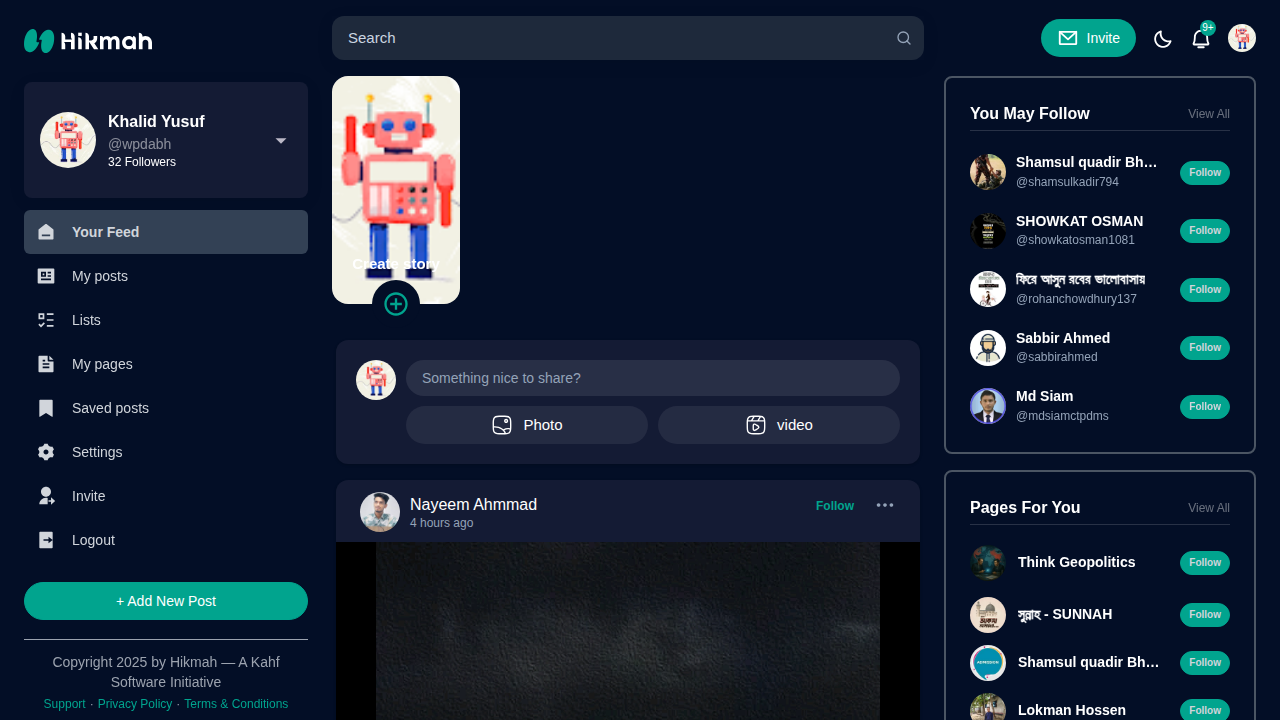 Hikmah
Search
Invite
9+
Khalid Yusuf
@wpdabh
32 Followers
Your Feed
My posts
Lists
My pages
Saved posts
Settings
Invite
Logout
+ Add New Post
Copyright 2025 by Hikmah — A Kahf
Software Initiative
Support · Privacy Policy · Terms & Conditions
Create story
Something nice to share?
Photo
video
Nayeem Ahmmad
4 hours ago
Follow
You May Follow
View All
Shamsul quadir Bh...
@shamsulkadir794
Follow
SHOWKAT OSMAN
@showkatosman1081
Follow
ফিরে আসুন রবের ভালোবাসায়
@rohanchowdhury137
Follow
Sabbir Ahmed
@sabbirahmed
Follow
Md Siam
@mdsiamctpdms
Follow
Pages For You
View All
Think Geopolitics
Follow
সুন্নাহ - SUNNAH
Follow
ADMISSION
Shamsul quadir Bh...
Follow
Lokman Hossen
Follow